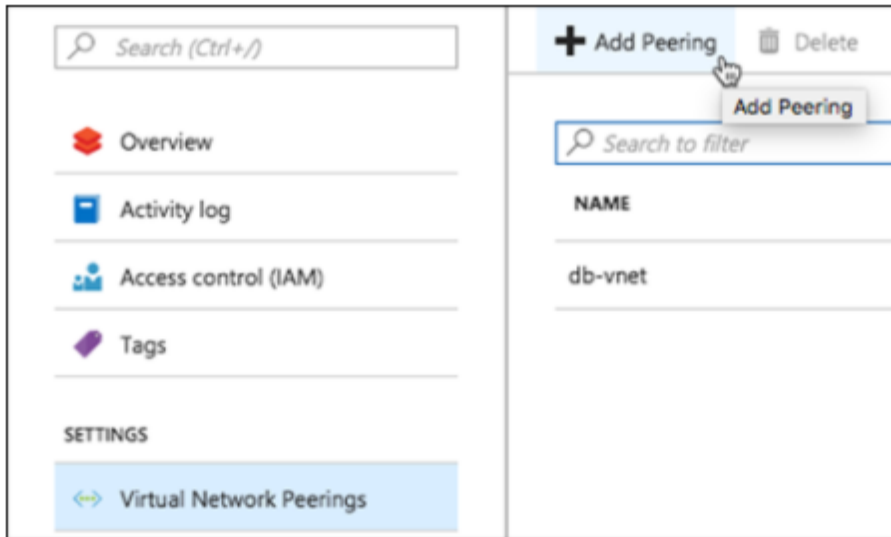 Search (Ctrl+/)
Overview
Activity log
Access control (IAM)
Tags
SETTINGS
Virtual Network Peerings
Add Peering
Delete
Add Peering
Search to filter
NAME
db-vnet